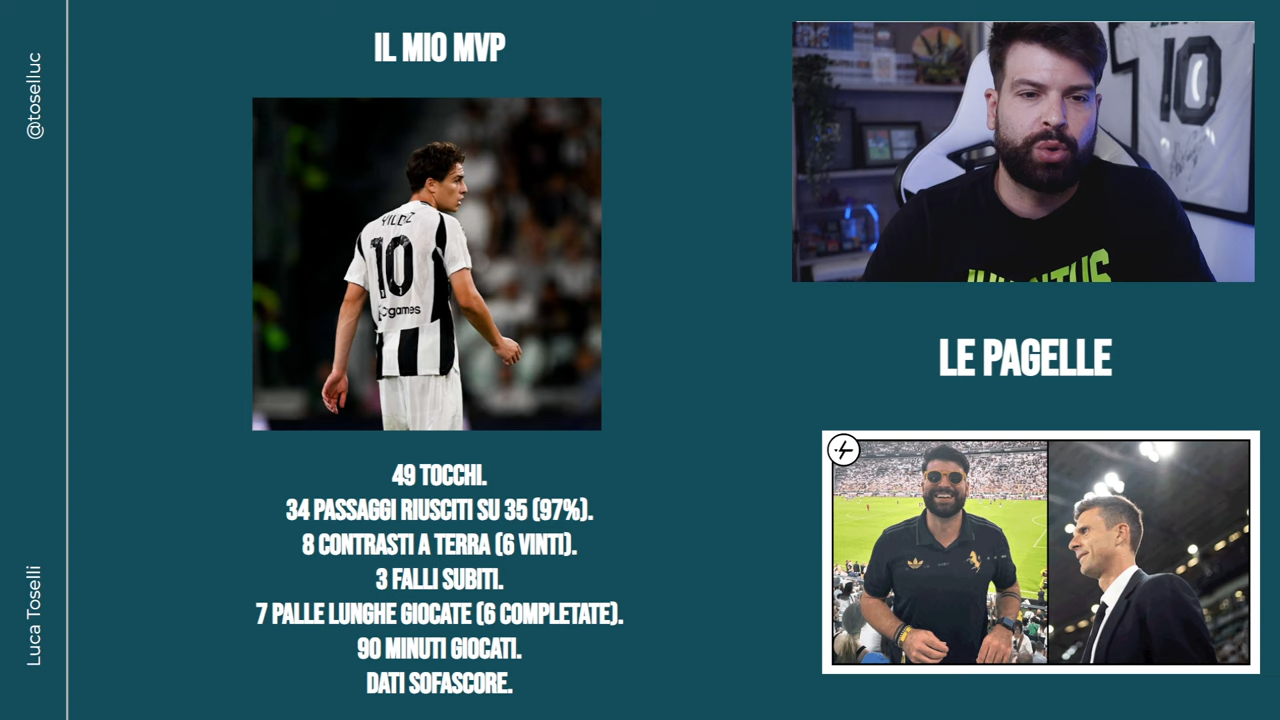 @toselluc
Luca Toselli
IL MIO MVP
YILDIZ
10
games
49 TOCCHI.
34 PASSAGGI RIUSCITI SU 35 (97%).
8 CONTRASTI A TERRA (6 VINTI).
3 FALLI SUBITI.
7 PALLE LUNGHE GIOCATE (6 COMPLETATE).
90 MINUTI GIOCATI.
DATI SOFASCORE.
10
JUVENTUS
LE PAGELLE